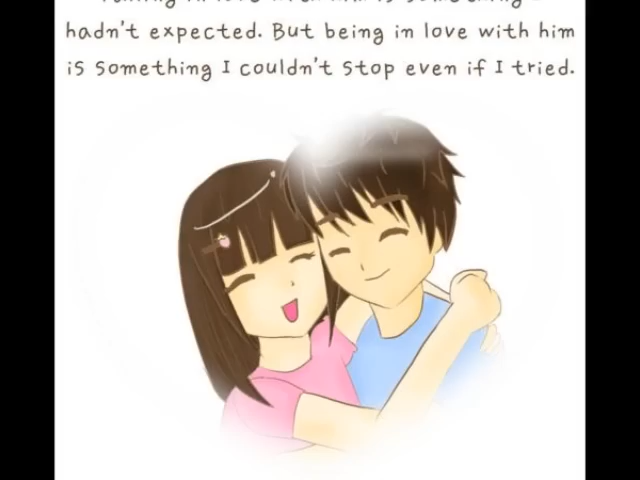 hadn't expected. But being in love with him
is something I couldn't stop even if I tried.